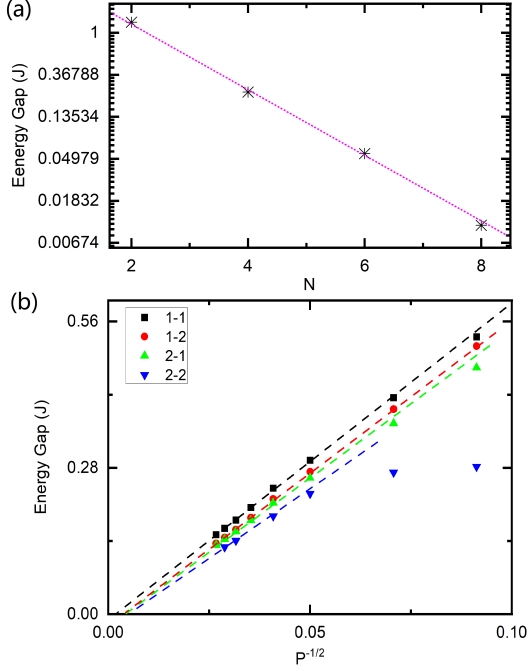 (a)
Eenergy Gap (J)
1
0.36788
0.13534
0.04979
0.01832
0.00674
2 4 6 8
N
(b)
Energy Gap (J)
0.56
0.28
0.00
1-1
1-2
2-1
2-2
0.00 0.05 0.10
P-1/2